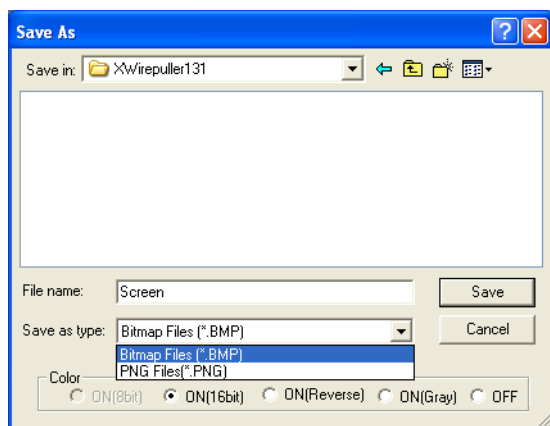 Save As
Save in: XWirepuller131
File name: Screen Save
Save as type: Bitmap Files (*.BMP) Cancel
Bitmap Files (*.BMP)
PNG Files(*.PNG)
Color
ON(8bit) ON(16bit) ON(Reverse) ON(Gray) OFF